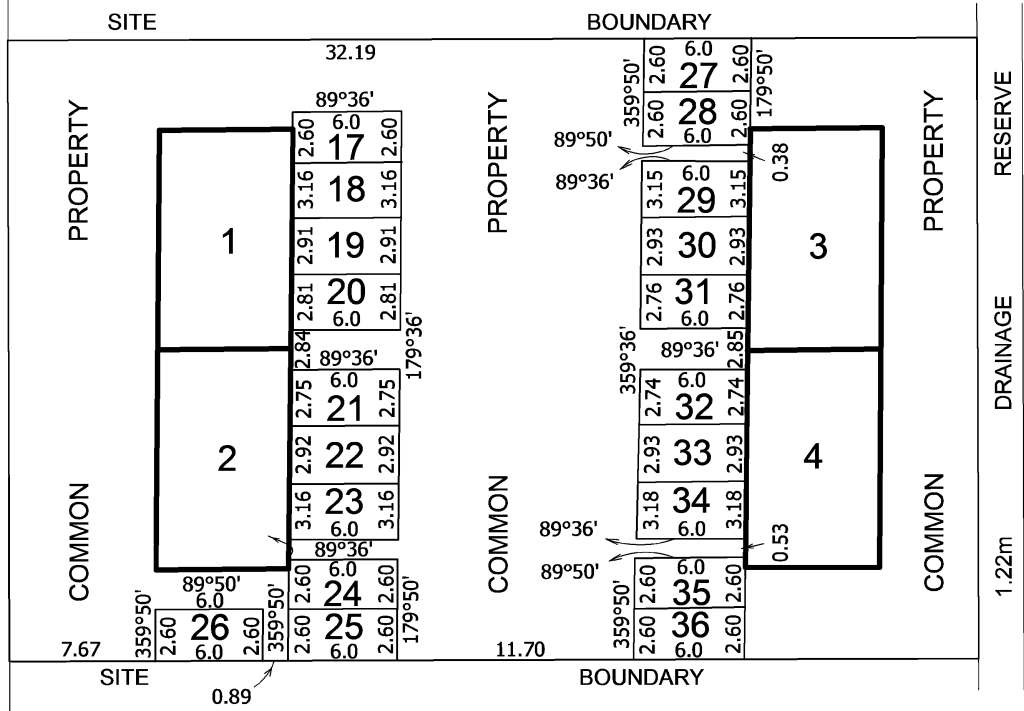 SITE BOUNDARY
32.19
PROPERTY
COMMON
1
2
89°36'
2.60 6.0 2.60
17
3.16 18 3.16
2.91 19 2.91
2.81 20 2.81
6.0
2.84
179°36'
89°36'
2.75 6.0 2.75
21
2.92 22 2.92
3.16 23 3.16
6.0
89°36'
2.60 6.0 2.60
24
2.60 25 2.60
6.0
179°50'
359°50'
89°50'
6.0
359°50'
2.60 26 2.60
6.0
7.67
0.89
PROPERTY
COMMON
11.70
359°50'
2.60 6.0 2.60
27
179°50'
2.60 28 2.60
6.0
89°50'
89°36'
0.38
6.0
3.15 29 3.15
2.93 30 2.93
2.76 31 2.76
6.0
359°36'
89°36'
2.85
6.0
2.74 32 2.74
2.93 33 2.93
3.18 34 3.18
6.0
89°36'
89°50'
0.53
6.0
2.60 35 2.60
359°50'
2.60 36 2.60
6.0
3
4
PROPERTY
COMMON
RESERVE
DRAINAGE
1.22m
SITE BOUNDARY